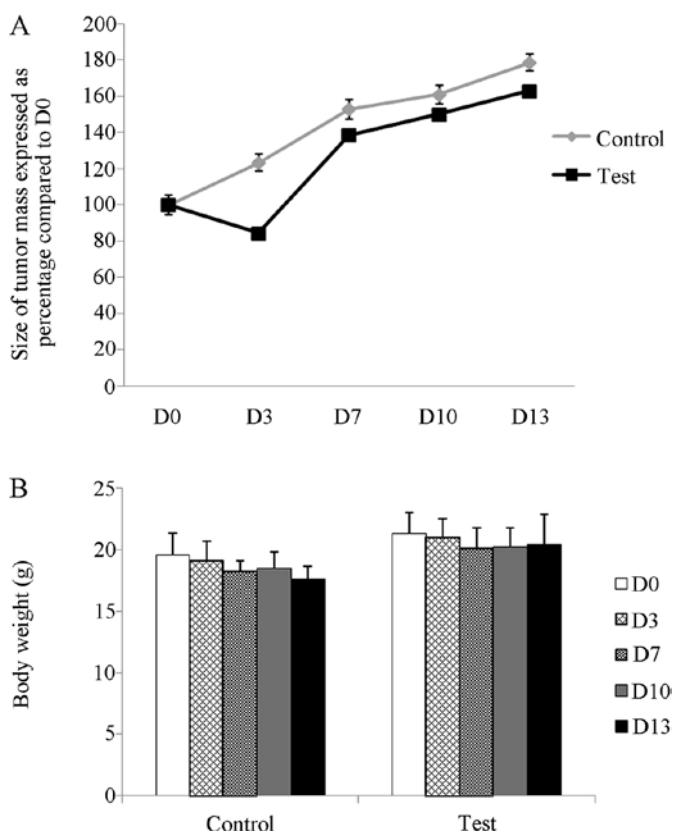 A
Size of tumor mass expressed as
percentage compared to D0
200
180
160
140
120
100
80
60
40
20
0
D0 D3 D7 D10 D13
Control
Test
B
Body weight (g)
25
20
15
10
5
0
Control Test
D0
D3
D7
D10
D13